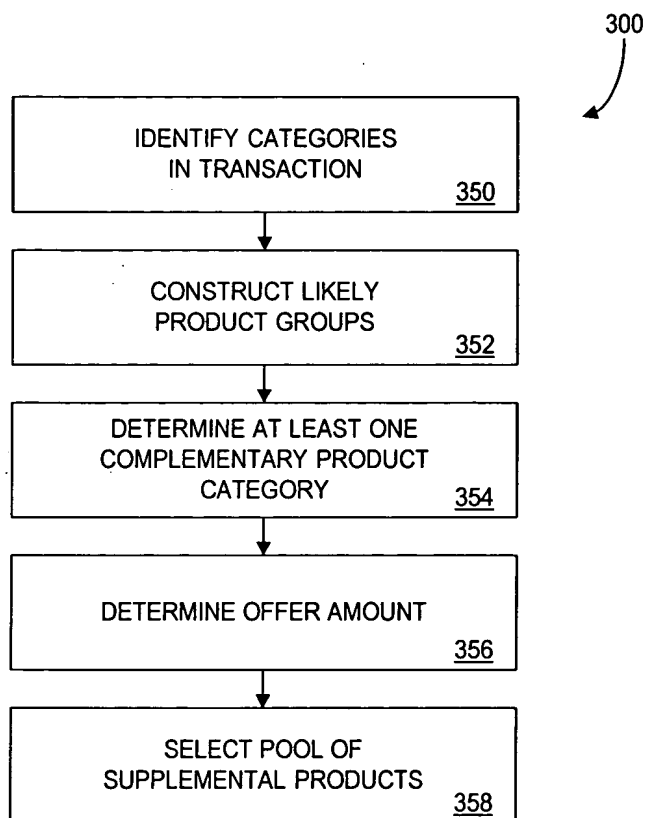 300
IDENTIFY CATEGORIES
IN TRANSACTION
350
CONSTRUCT LIKELY
PRODUCT GROUPS
352
DETERMINE AT LEAST ONE
COMPLEMENTARY PRODUCT
CATEGORY
354
DETERMINE OFFER AMOUNT
356
SELECT POOL OF
SUPPLEMENTAL PRODUCTS
358